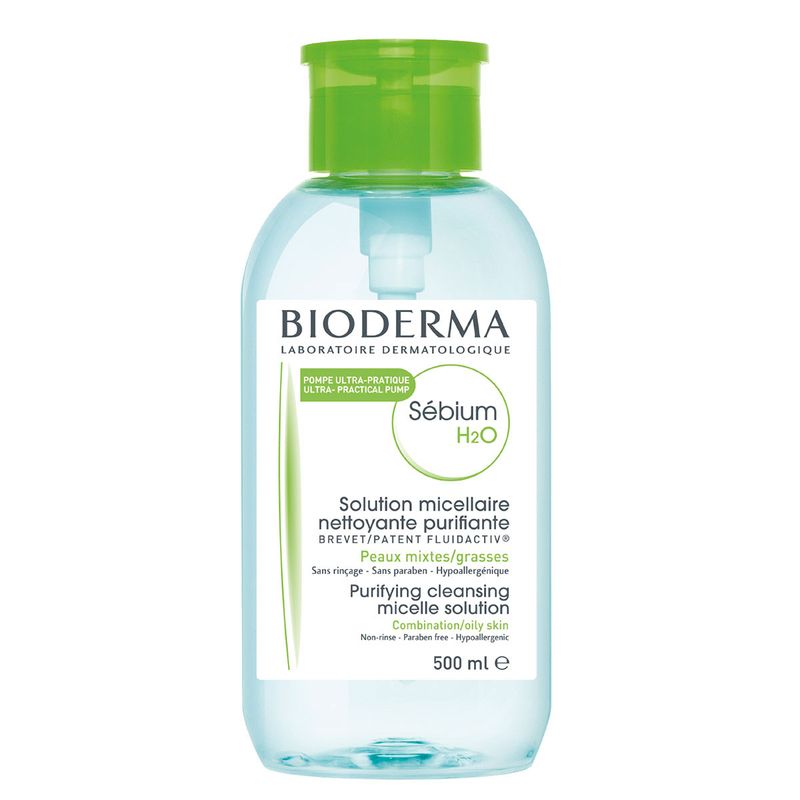 BIODERMA
LABORATOIRE DERMATOLOGIQUE
POMPE ULTRA-PRATIQUE
ULTRA- PRACTICAL PUMP
Sébium
H2O
Solution micellaire
nettoyante purifiante
BREVET/PATENT FLUIDACTIV®
Peaux mixtes/grasses
Sans rinçage - Sans paraben - Hypoallergénique
Purifying cleansing
micelle solution
Combination/oily skin
Non-rinse - Paraben free - Hypoallergenic
500 ml ℮